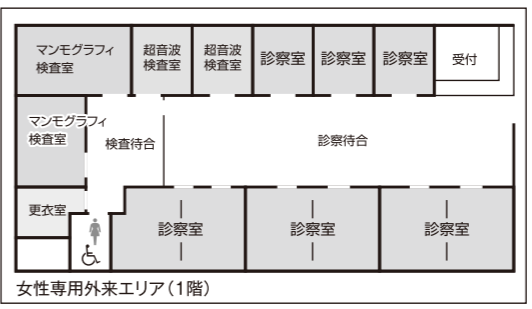 マンモグラフィ
検査室
超音波
検査室
超音波
検査室
診察室
診察室
診察室
受付
マンモグラフィ
検査室
検査待合
診察待合
更衣室
診察室
診察室
診察室
女性専用外来エリア(1階)